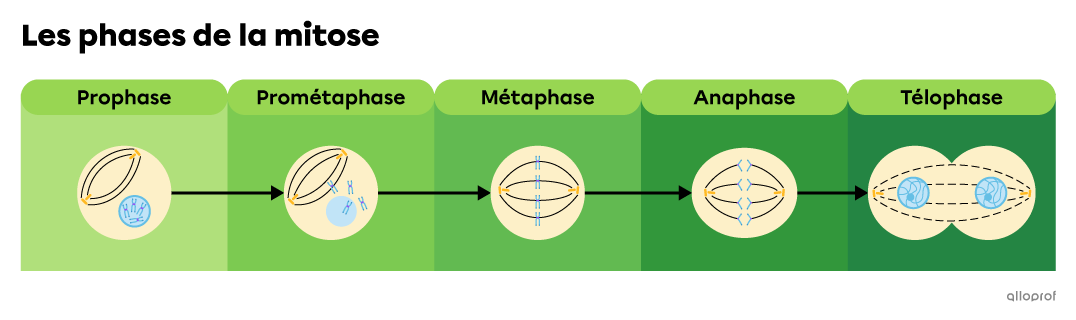 Les phases de la mitose
Prophase
Prométaphase
Métaphase
Anaphase
Télophase
alloprof